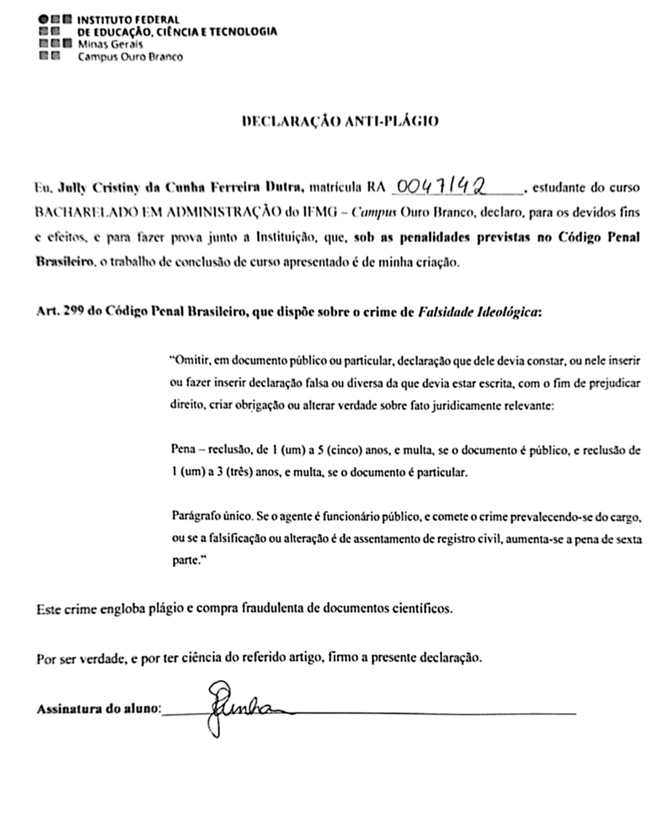 INSTITUTO FEDERAL
DE EDUCAÇÃO, CIÊNCIA E TECNOLOGIA
Minas Gerais
Campus Ouro Branco
DECLARAÇÃO ANTI-PLÁGIO
Eu, Jully Cristiny da Cunha Ferreira Dutra, matrícula RA 0047142, estudante do curso
BACHARELADO EM ADMINISTRAÇÃO do IFMG – Campus Ouro Branco, declaro, para os devidos fins
e efeitos, e para fazer prova junto a Instituição, que, sob as penalidades previstas no Código Penal
Brasileiro, o trabalho de conclusão de curso apresentado é de minha criação.
Art. 299 do Código Penal Brasileiro, que dispõe sobre o crime de Falsidade Ideológica:
“Omitir, em documento público ou particular, declaração que dele devia constar, ou nele inserir
ou fazer inserir declaração falsa ou diversa da que devia estar escrita, com o fim de prejudicar
direito, criar obrigação ou alterar verdade sobre fato juridicamente relevante:
Pena – reclusão, de 1 (um) a 5 (cinco) anos, e multa, se o documento é público, e reclusão de
1 (um) a 3 (três) anos, e multa, se o documento é particular.
Parágrafo único. Se o agente é funcionário público, e comete o crime prevalecendo-se do cargo,
ou se a falsificação ou alteração é de assentamento de registro civil, aumenta-se a pena de sexta
parte.”
Este crime engloba plágio e compra fraudulenta de documentos científicos.
Por ser verdade, e por ter ciência do referido artigo, firmo a presente declaração.
Assinatura do aluno: JCunha